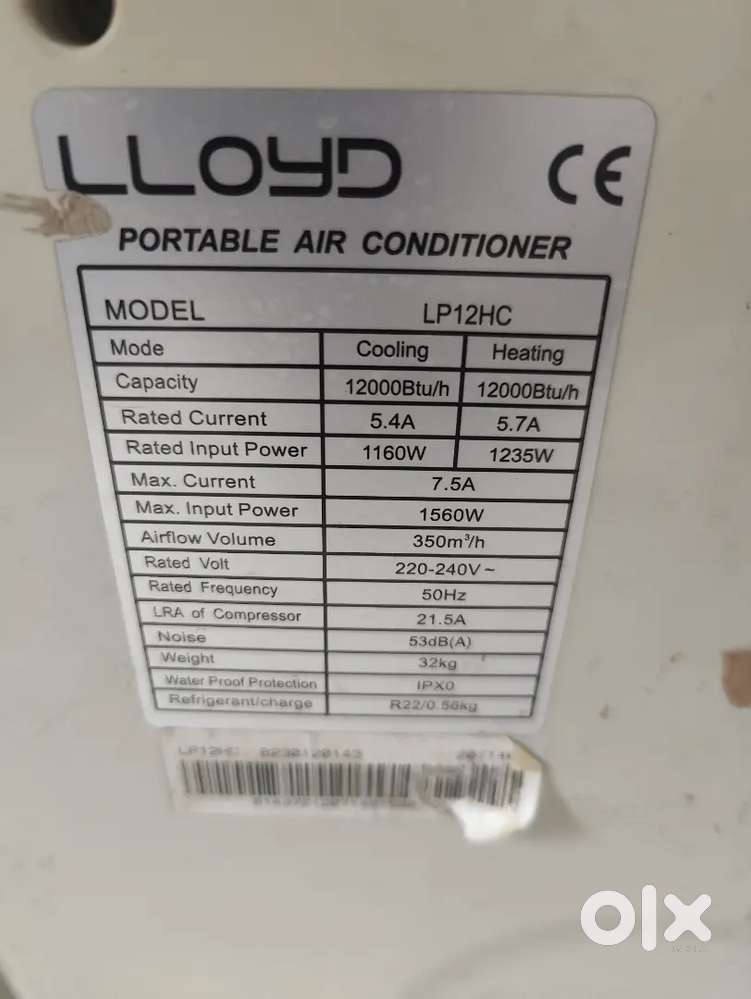 LLOYD CE
PORTABLE AIR CONDITIONER
MODEL LP12HC
Mode Cooling Heating
Capacity 12000Btu/h 12000Btu/h
Rated Current 5.4A 5.7A
Rated Input Power 1160W 1235W
Max. Current 7.5A
Max. Input Power 1560W
Airflow Volume 350m³/h
Rated Volt 220-240V~
Rated Frequency 50Hz
LRA of Compressor 21.5A
Noise 53dB(A)
Weight 32kg
Water Proof Protection IPX0
Refrigerant/charge R22/0.56kg
olx